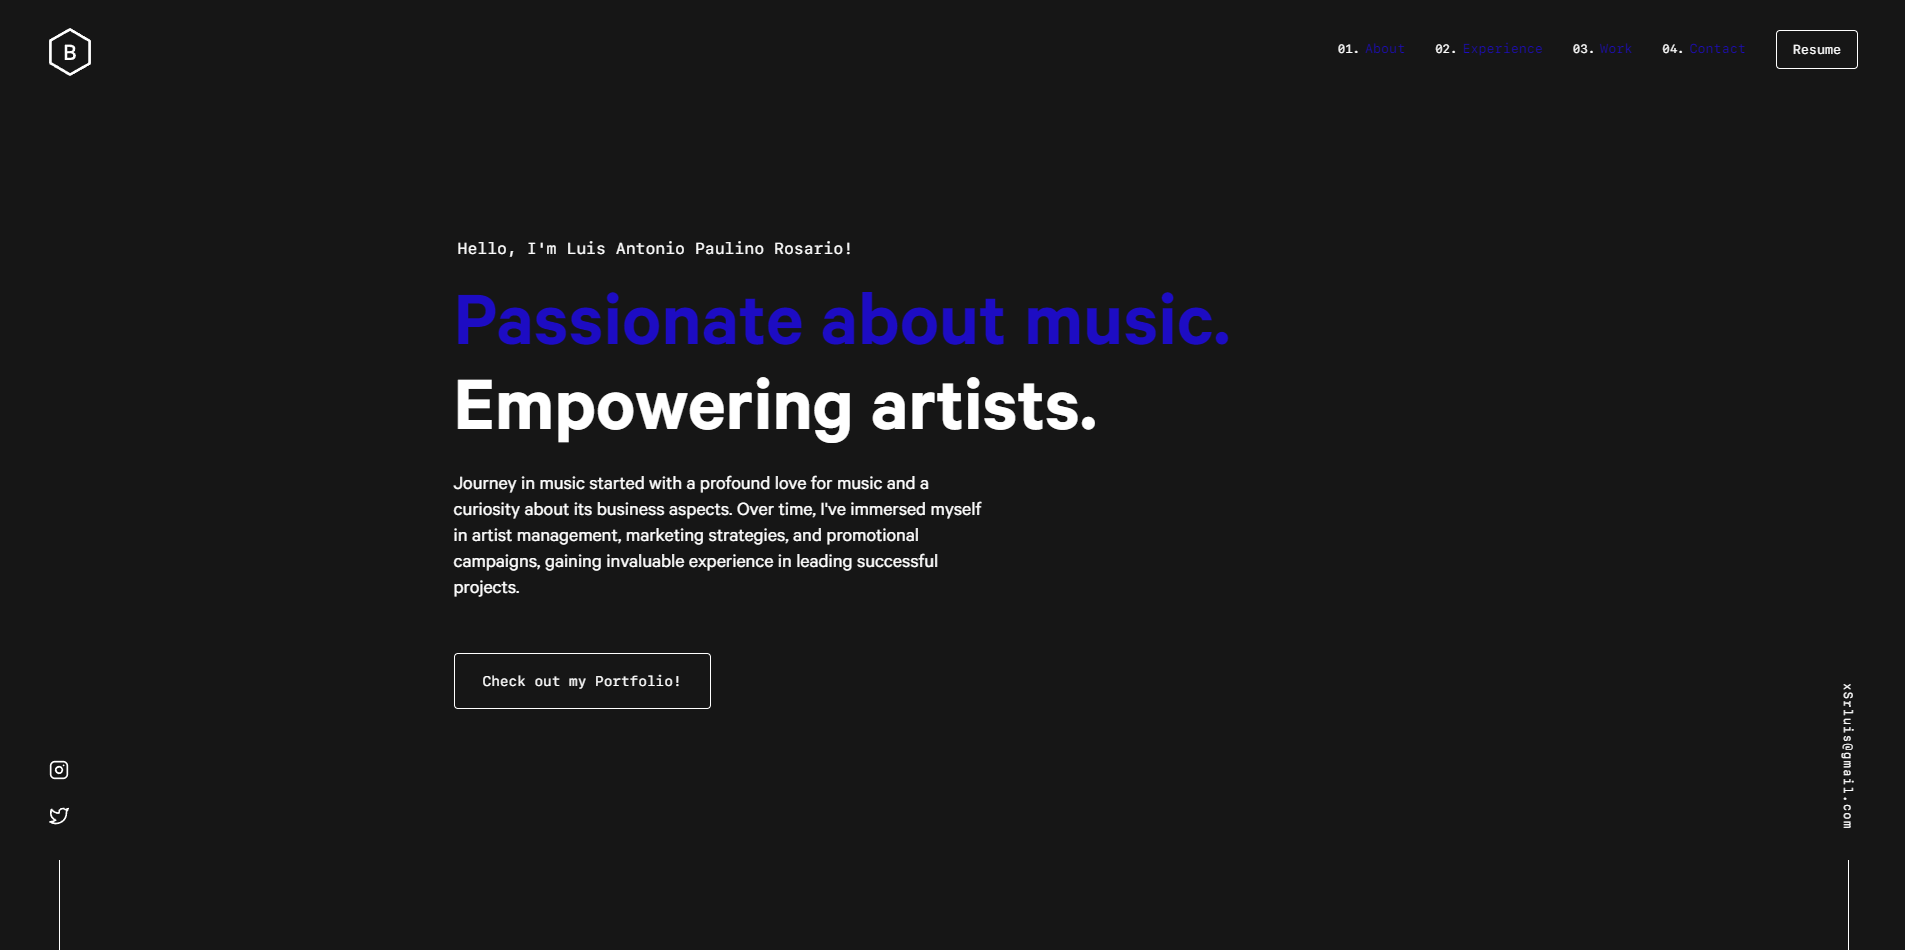 B
01. About 02. Experience 03. Work 04. Contact Resume
Hello, I'm Luis Antonio Paulino Rosario!
Passionate about music.
Empowering artists.
Journey in music started with a profound love for music and a
curiosity about its business aspects. Over time, I've immersed myself
in artist management, marketing strategies, and promotional
campaigns, gaining invaluable experience in leading successful
projects.
Check out my Portfolio!
xSrluis@gmail.com